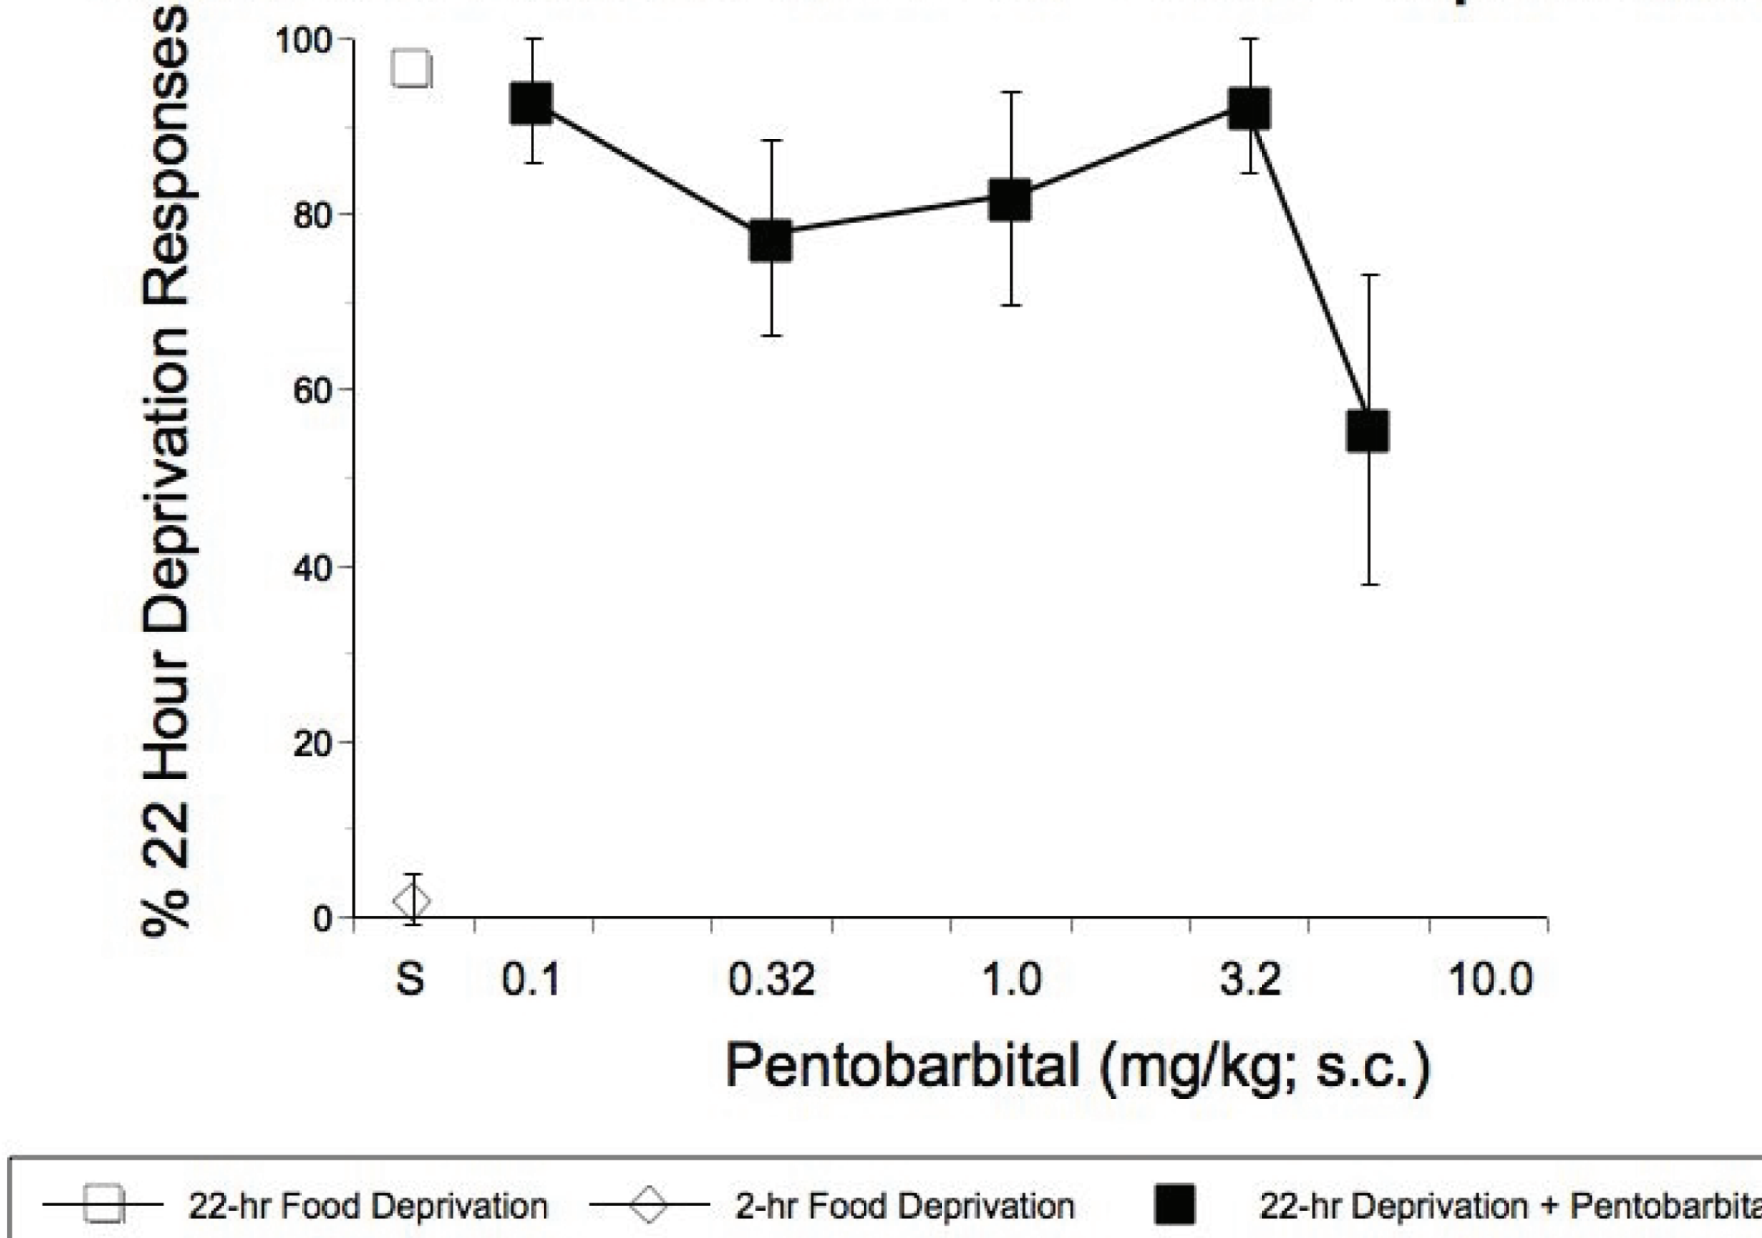 % 22 Hour Deprivation Responses
100
80
60
40
20
0
S 0.1 0.32 1.0 3.2 10.0
Pentobarbital (mg/kg; s.c.)
22-hr Food Deprivation 2-hr Food Deprivation 22-hr Deprivation + Pentobarbita